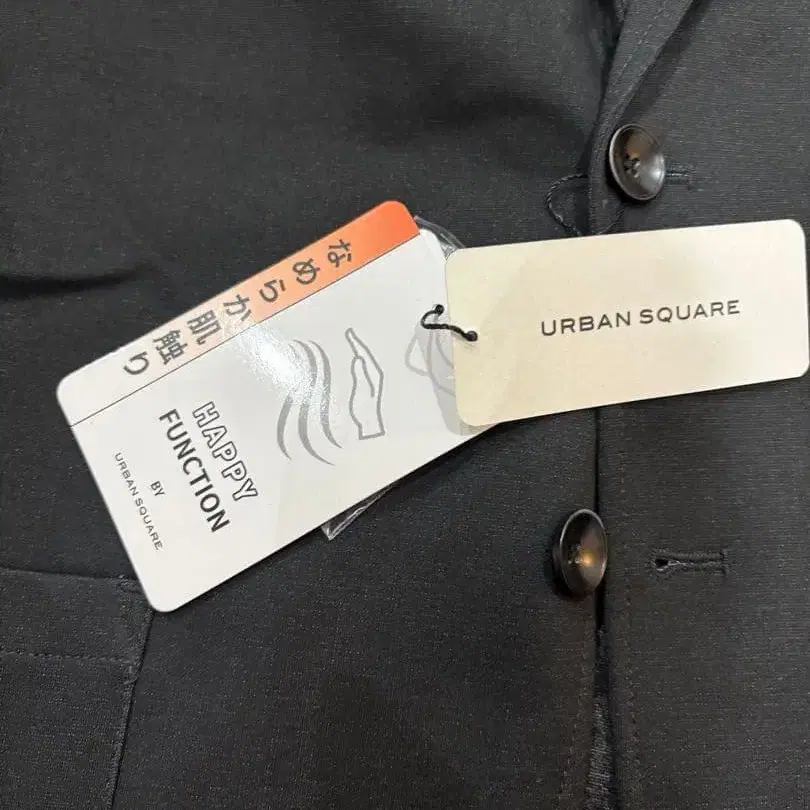 なめらか肌触り
HAPPY
FUNCTION
BY
URBAN SQUARE
URBAN SQUARE